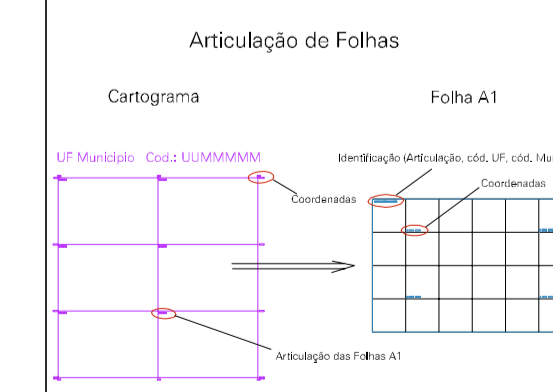 Articulação de Folhas
Cartograma
Folha A1
UF Municipio Cod.: UUMMMMM
Identificação (Articulação, cód. UF, cód. Mu
Coordenadas
Coordenadas
Articulação das Folhas A1